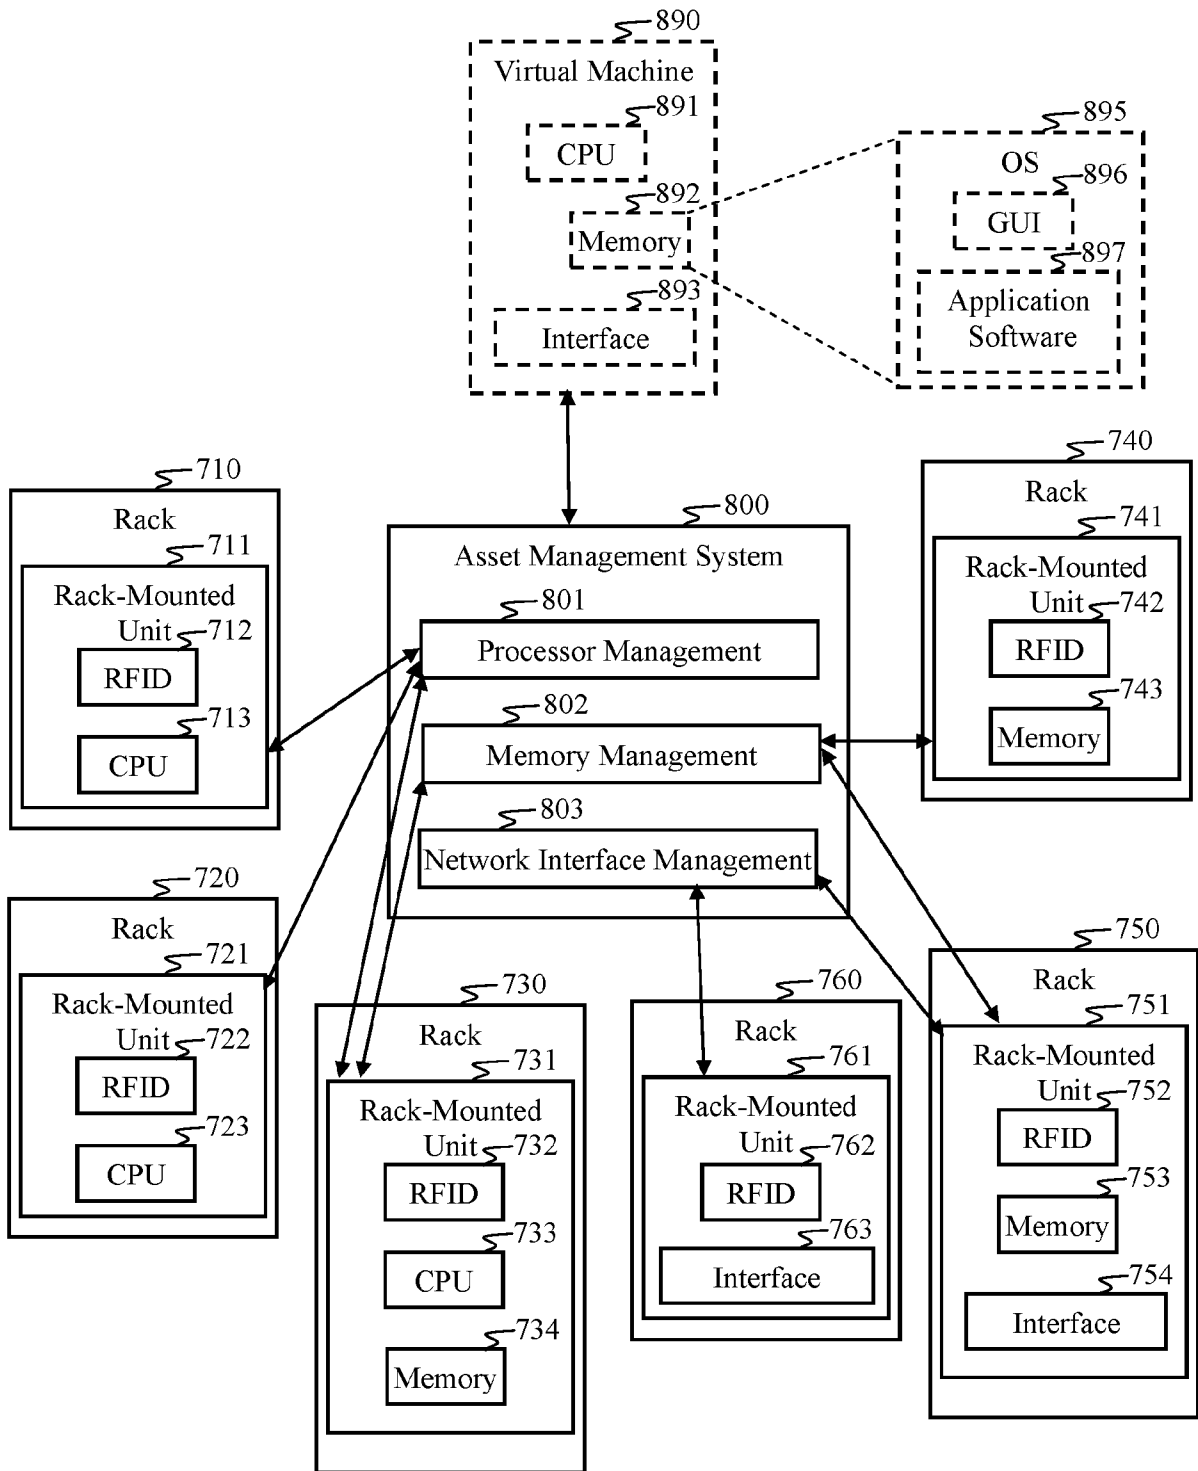 890
Virtual Machine
891
CPU
892
Memory
893
Interface
895
OS
896
GUI
897
Application
Software
710
Rack
711
Rack-Mounted
Unit
712
RFID
713
CPU
800
Asset Management System
801
Processor Management
802
Memory Management
803
Network Interface Management
740
Rack
741
Rack-Mounted
Unit
742
RFID
743
Memory
720
Rack
721
Rack-Mounted
Unit
722
RFID
723
CPU
730
Rack
731
Rack-Mounted
Unit
732
RFID
733
CPU
734
Memory
760
Rack
761
Rack-Mounted
Unit
762
RFID
763
Interface
750
Rack
751
Rack-Mounted
Unit
752
RFID
753
Memory
754
Interface